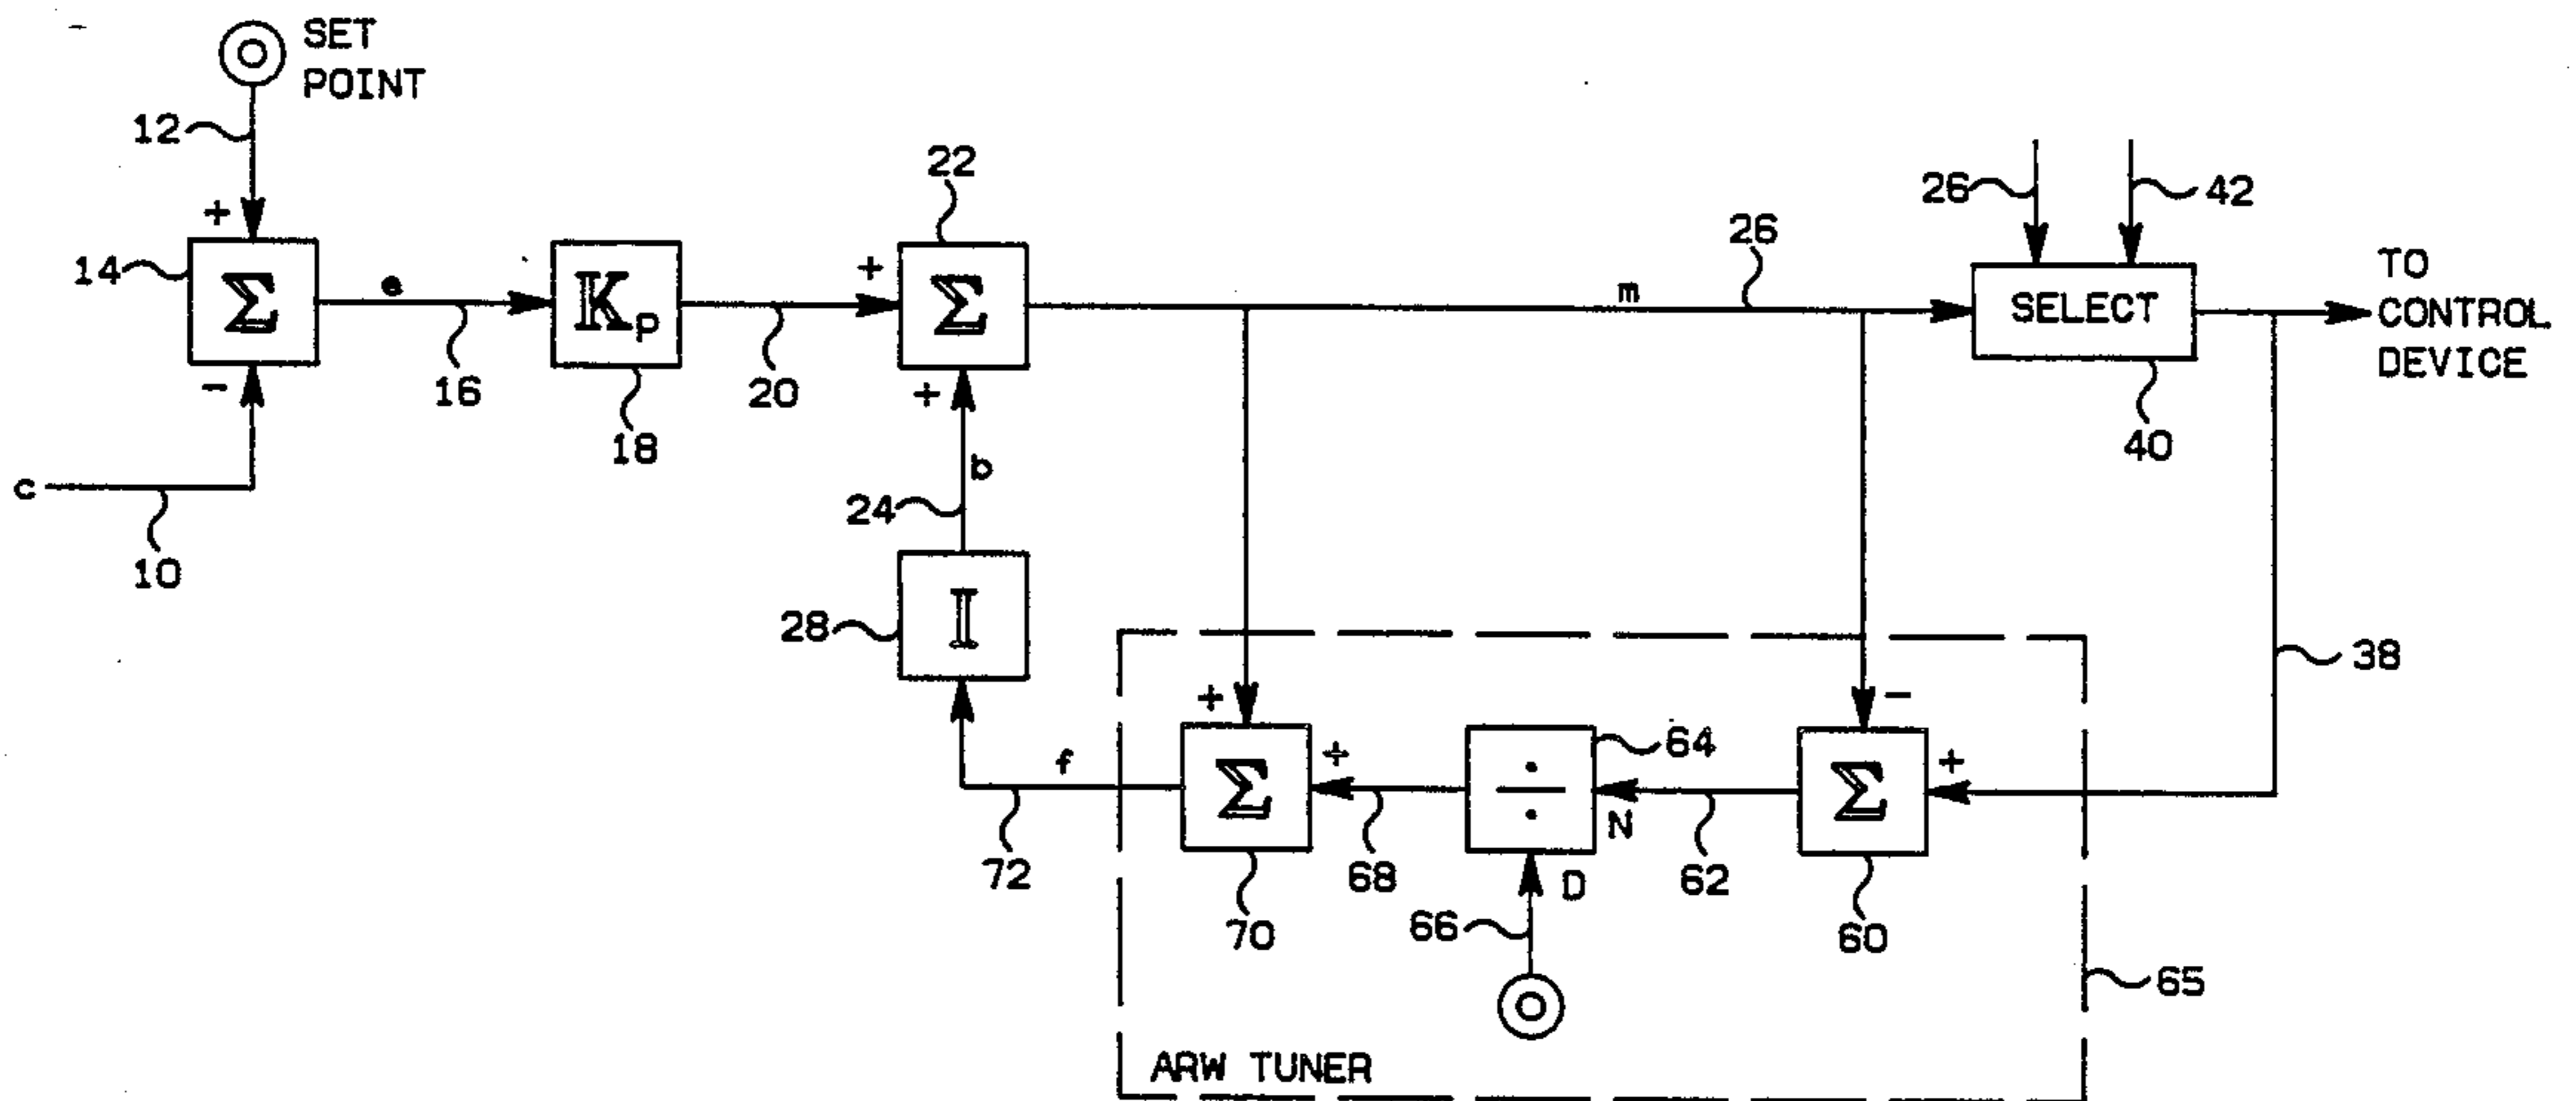 SET
POINT
12
+
14
Σ
-
e
16
c
10
Kp
18
20
22
+
Σ
+
b
24
I
28
m
26
26
42
SELECT
40
TO
CONTROL
DEVICE
38
+
Σ
70
f
72
+
68
÷
64
N
D
66
62
-
Σ
+
60
65
ARW TUNER